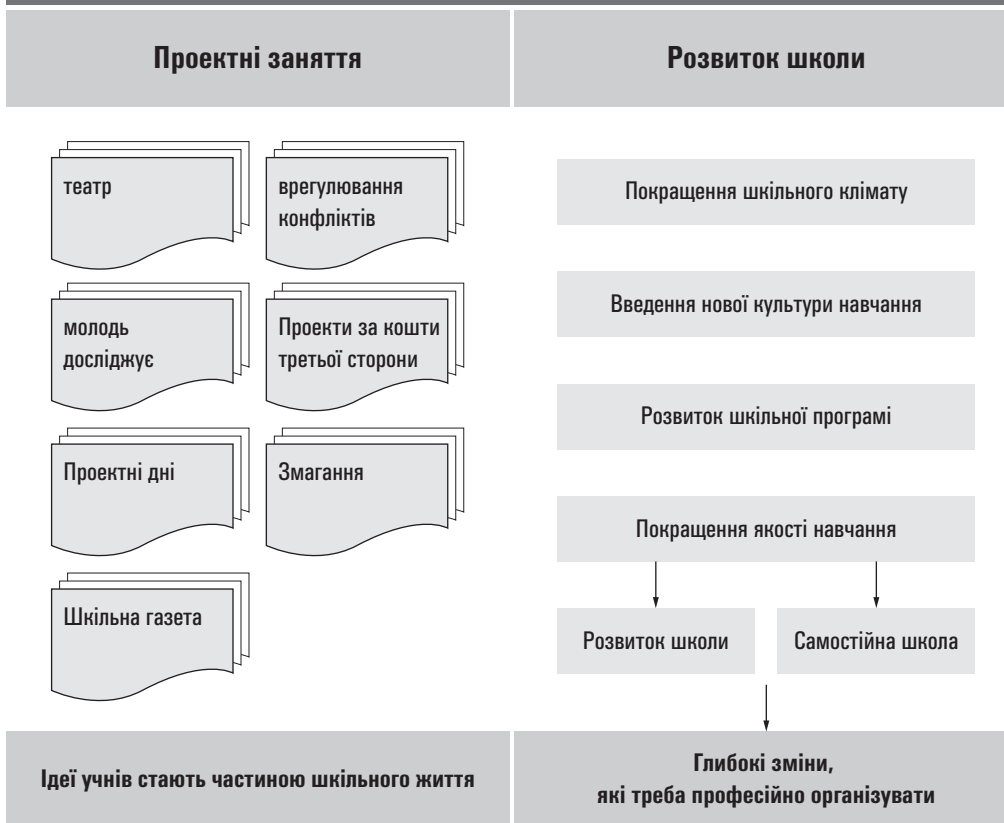 Проектні заняття
Розвиток школи
театр
врегулювання
конфліктів
молодь
досліджує
Проекти за кошти
третьої сторони
Проектні дні
Змагання
Шкільна газета
Покращення шкільного клімату
Введення нової культури навчання
Розвиток шкільної програмі
Покращення якості навчання
Розвиток школи
Самостійна школа
Ідеї учнів стають частиною шкільного життя
Глибокі зміни,
які треба професійно організувати